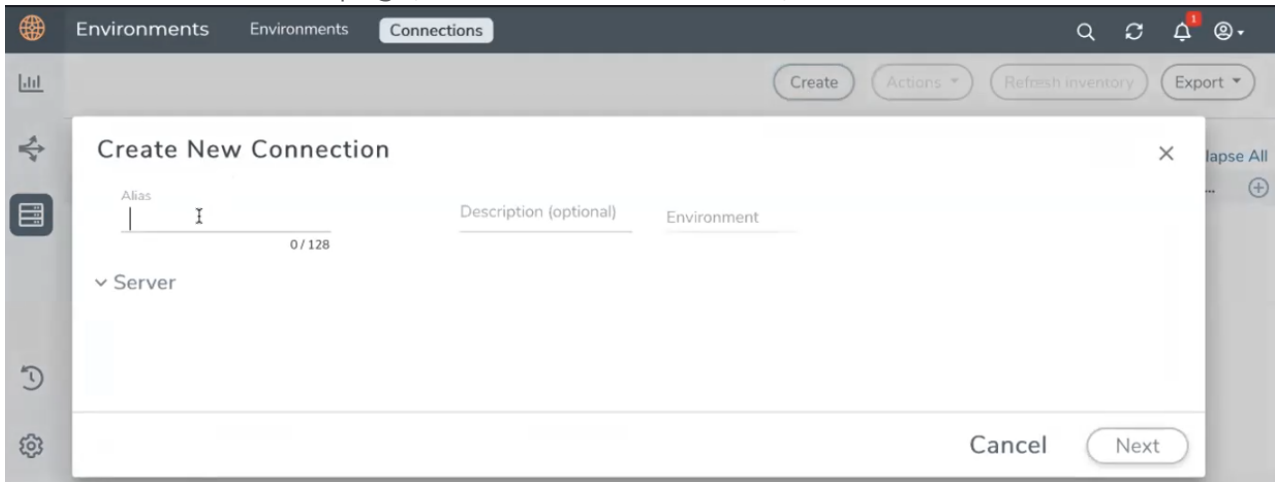 Environments Environments Connections 1
Create Actions Refresh inventory Export
Create New Connection
lapse All
Alias
...
Description (optional) Environment
0 / 128
Server
Cancel Next